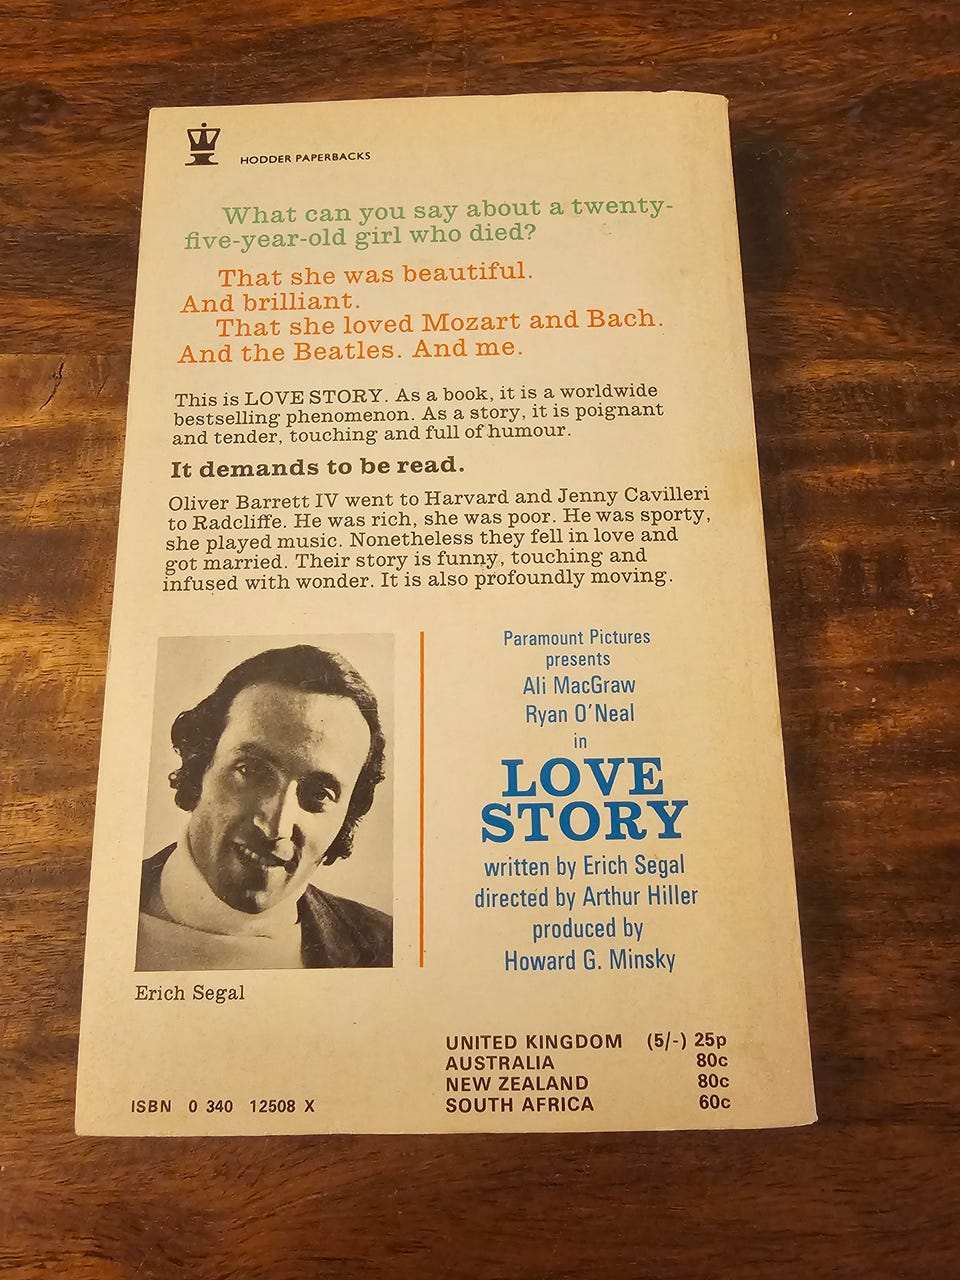 HODDER PAPERBACKS
What can you say about a twenty-
five-year-old girl who died?
That she was beautiful.
And brilliant.
That she loved Mozart and Bach.
And the Beatles. And me.
This is LOVE STORY. As a book, it is a worldwide
bestselling phenomenon. As a story, it is poignant
and tender, touching and full of humour.
It demands to be read.
Oliver Barrett IV went to Harvard and Jenny Cavilleri
to Radcliffe. He was rich, she was poor. He was sporty,
she played music. Nonetheless they fell in love and
got married. Their story is funny, touching and
infused with wonder. It is also profoundly moving.
Erich Segal
Paramount Pictures
presents
Ali MacGraw
Ryan O'Neal
in
LOVE
STORY
written by Erich Segal
directed by Arthur Hiller
produced by
Howard G. Minsky
UNITED KINGDOM (5/-) 25p
AUSTRALIA 80c
NEW ZEALAND 80c
SOUTH AFRICA 60c
ISBN 0 340 12508 X